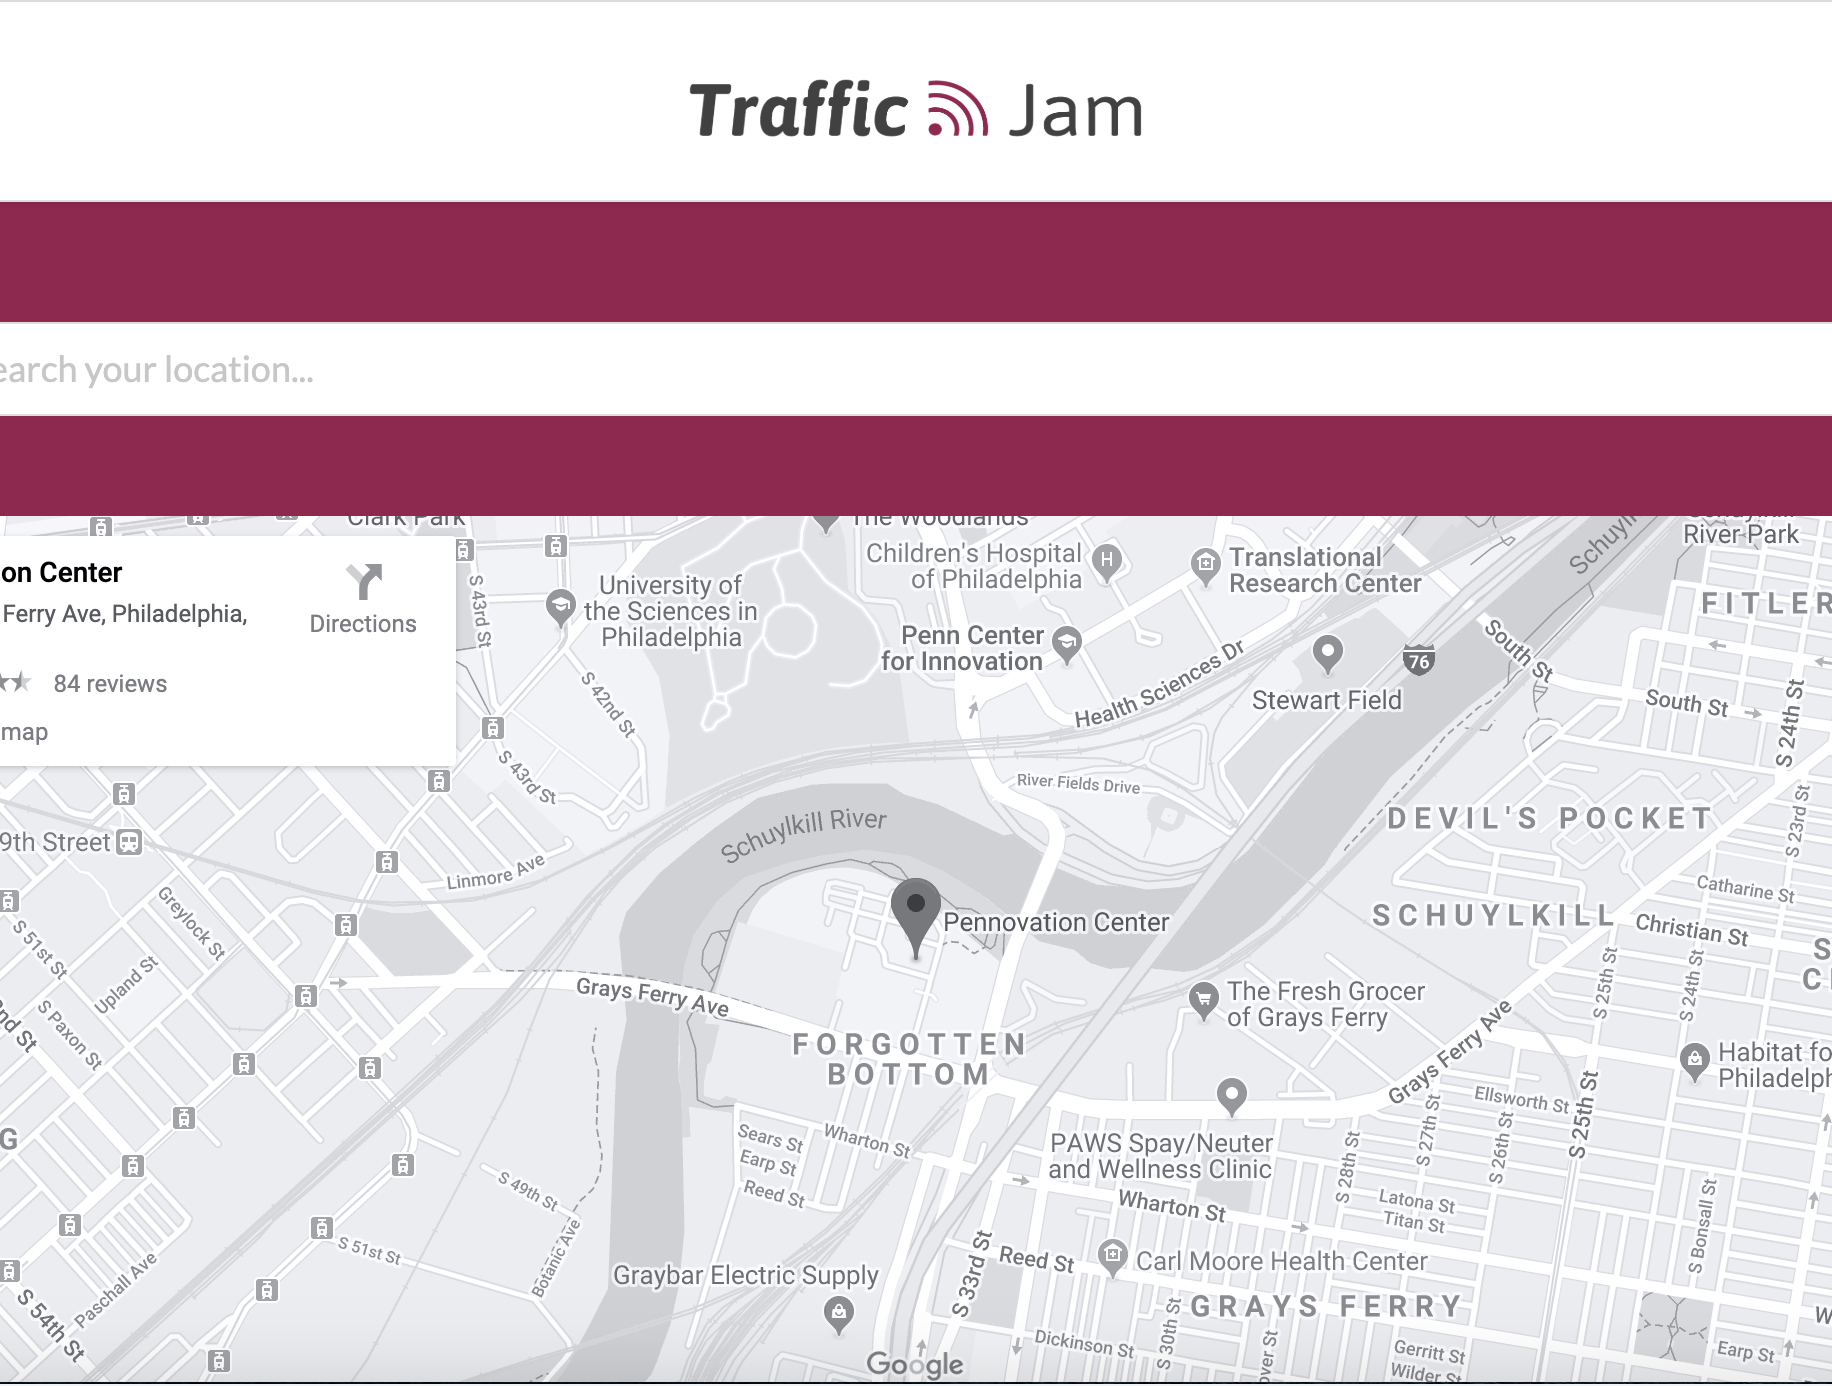 Traffic Jam
earch your location...
Clark Park
The Woodlands
River Park
on Center
Ferry Ave, Philadelphia,
Directions
84 reviews
map
S 43rd St
University of
the Sciences in
Philadelphia
Children's Hospital
of Philadelphia
H
Translational
Research Center
Penn Center
for Innovation
Health Sciences Dr
Stewart Field
76
South St
FITLER
South St
S 24th St
S 42nd St
S 43rd St
River Fields Drive
Schuylkill River
DEVIL'S POCKET
S 23rd St
9th Street
Linmore Ave
Greylock St
Catharine St
SCHUYLKILL
Christian St
Pennovation Center
S 51st St
Upland St
S Paxon St
Grays Ferry Ave
The Fresh Grocer
of Grays Ferry
S 25th St
S 24th St
FORGOTTEN
BOTTOM
Grays Ferry Ave
Habitat fo
Philadelph
Ellsworth St
S 25th St
Sears St
Wharton St
Earp St
Reed St
PAWS Spay/Neuter
and Wellness Clinic
S 28th St
S 27th St
S 26th St
G
S 49th St
Botanic Ave
S 51st St
Wharton St
Latona St
Titan St
S Bonsall St
S 33rd St
Reed St
Carl Moore Health Center
Graybar Electric Supply
GRAYS FERRY
Paschall Ave
S 54th St
S 30th St
Dickinson St
Gerritt St
Wilder St
Earp St
Google